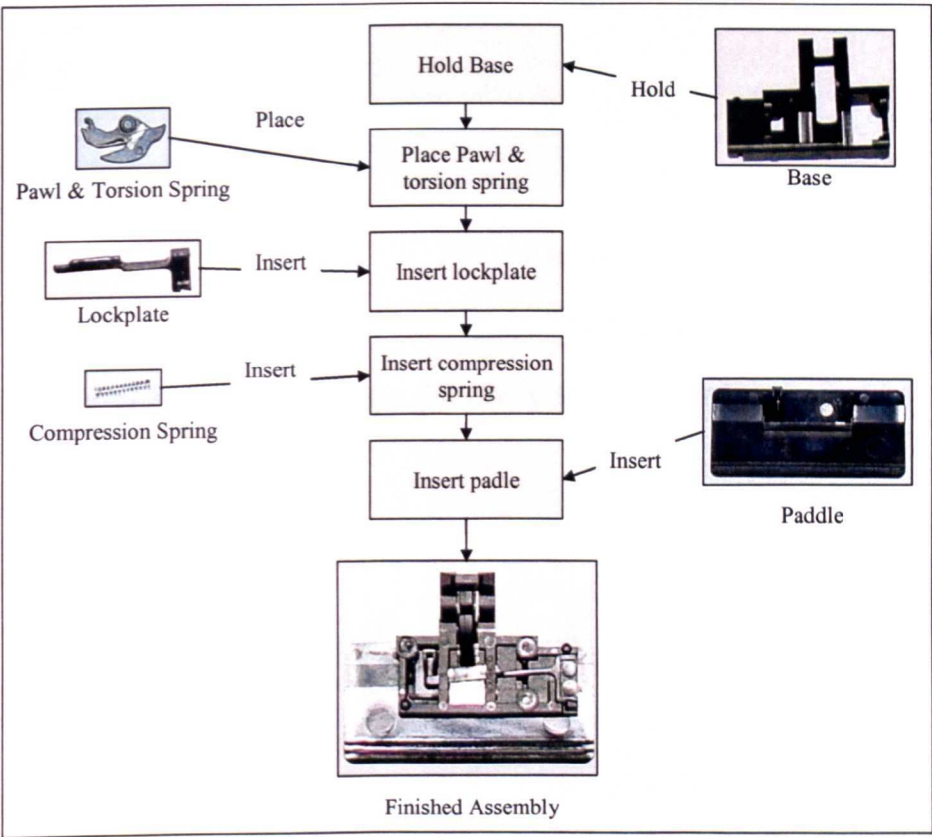 Hold Base
Hold
Base
Place
Pawl & Torsion Spring
Place Pawl &
torsion spring
Insert
Lockplate
Insert lockplate
Insert
Compression Spring
Insert compression
spring
Insert
Paddle
Insert padle
Finished Assembly